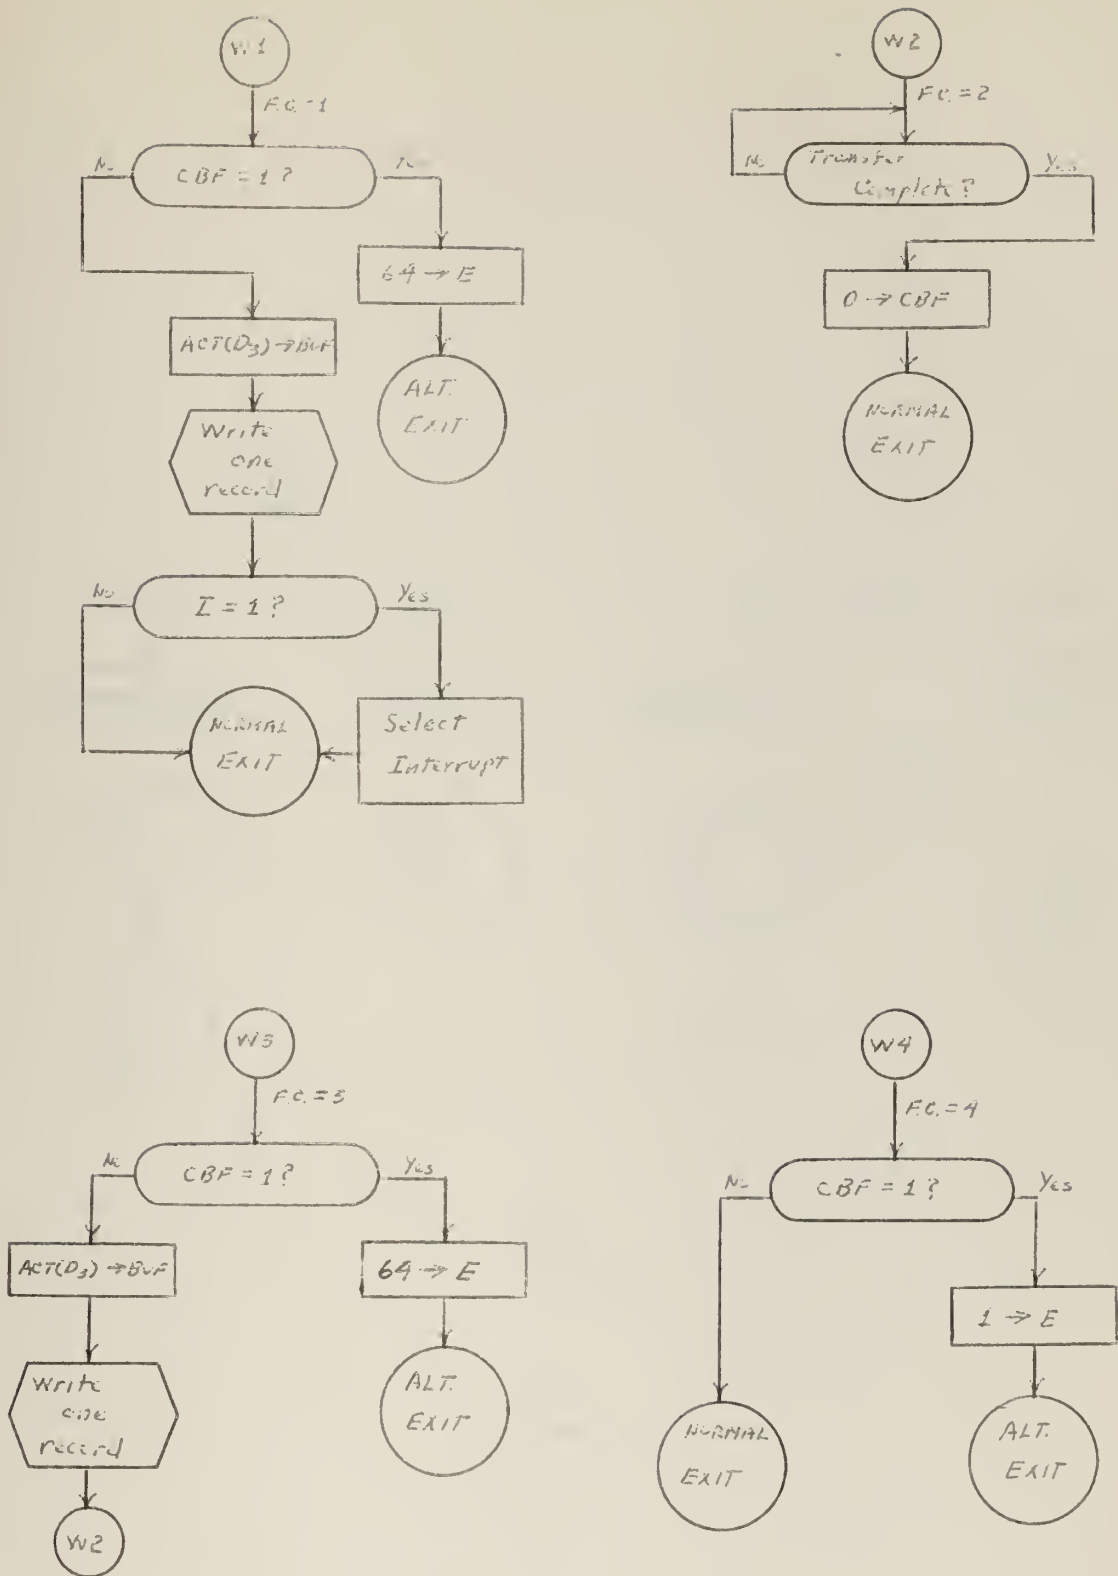 W1
F.C. = 1
No
CBF = 1 ?
64 → E
ACT(D3) → BUF
ALT.
EXIT
Write
one
record
No
I = 1 ?
Yes
NORMAL
EXIT
Select
Interrupt
W2
F.C. = 2
No
Transfer
Complete ?
Yes
0 → CBF
NORMAL
EXIT
W3
F.C. = 3
No
CBF = 1 ?
Yes
ACT(D3) → BUF
64 → E
Write
one
record
ALT.
EXIT
W2
W4
F.C. = 4
No
CBF = 1 ?
Yes
1 → E
NORMAL
EXIT
ALT.
EXIT